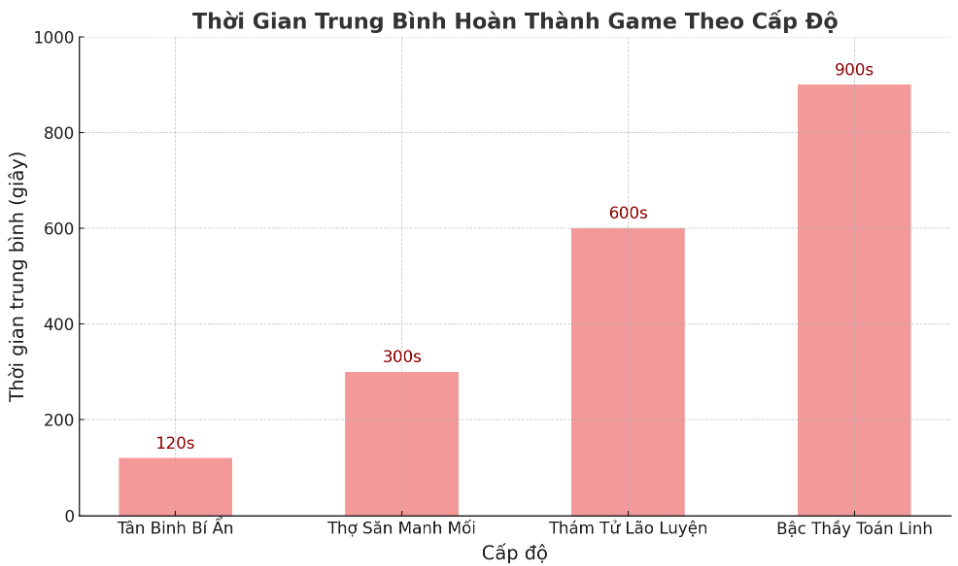 Thời Gian Trung Bình Hoàn Thành Game Theo Cấp Độ
Thời gian trung bình (giây)
1000
800
600
400
200
0
120s
300s
600s
900s
Tân Binh Bí Ẩn
Thợ Săn Manh Mối
Thám Tử Lão Luyện
Bậc Thầy Toán Linh
Cấp độ